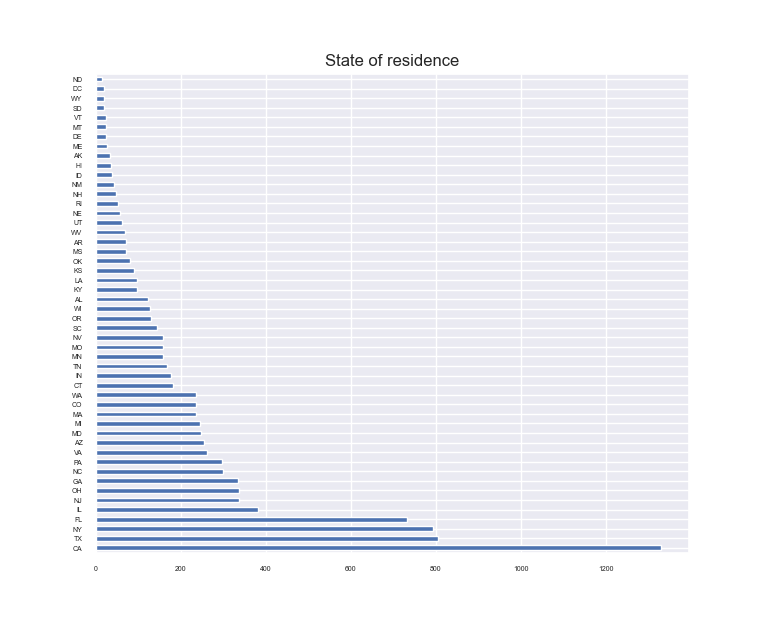 State of residence
ND
DC
WY
SD
VT
MT
DE
ME
AK
HI
ID
NM
NH
RI
NE
UT
WV
AR
MS
OK
KS
LA
KY
AL
WI
OR
SC
NV
MO
MN
TN
IN
CT
WA
CO
MA
MI
MD
AZ
VA
PA
NC
GA
OH
NJ
IL
FL
NY
TX
CA
0 200 400 600 800 1000 1200